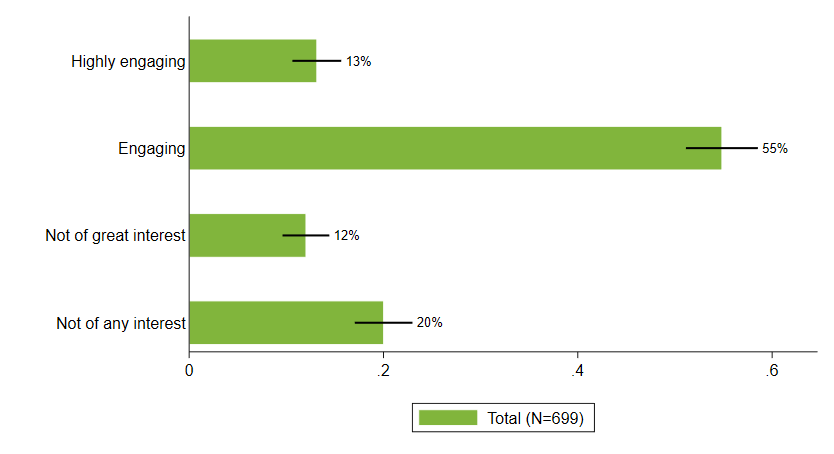 Highly engaging
13%
Engaging
55%
Not of great interest
12%
Not of any interest
20%
0 .2 .4 .6
Total (N=699)